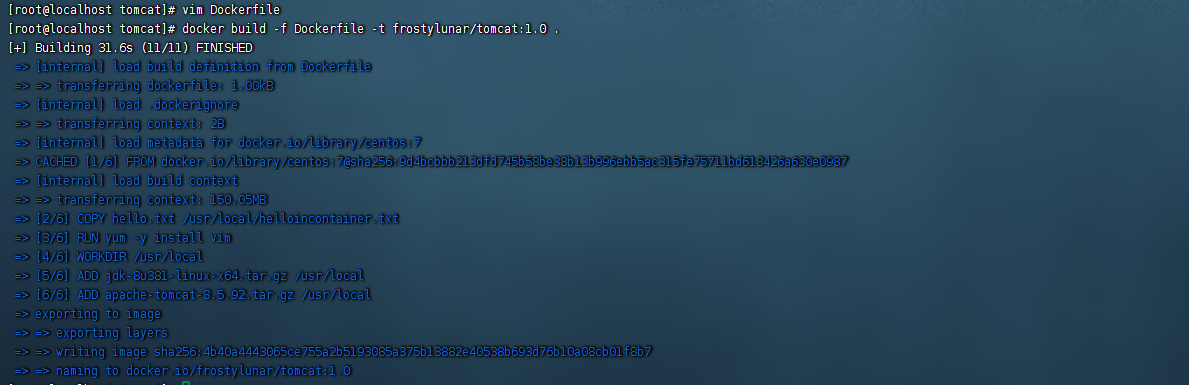 [root@localhost tomcat]# vim Dockerfile
[root@localhost tomcat]# docker build -f Dockerfile -t frostylunar/tomcat:1.0 .
[+] Building 31.6s (11/11) FINISHED
=> [internal] load build definition from Dockerfile
=> => transferring dockerfile: 1.00kB
=> [internal] load .dockerignore
=> => transferring context: 2B
=> [internal] load metadata for docker.io/library/centos:7
=> CACHED [1/6] FROM docker.io/library/centos:7@sha256:9d4bcbbb213dfd745b58be38b13b996ebb5ac315fe75711bd618426a630e0987
=> [internal] load build context
=> => transferring context: 150.05MB
=> [2/6] COPY hello.txt /usr/local/helloincontainer.txt
=> [3/6] RUN yum -y install vim
=> [4/6] WORKDIR /usr/local
=> [5/6] ADD jdk-8u381-linux-x64.tar.gz /usr/local
=> [6/6] ADD apache-tomcat-8.5.92.tar.gz /usr/local
=> exporting to image
=> => exporting layers
=> => writing image sha256:4b40a4443065ce755a2b5193085a375b13882e40538b693d76b10a08cb01f8b7
=> => naming to docker.io/frostylunar/tomcat:1.0